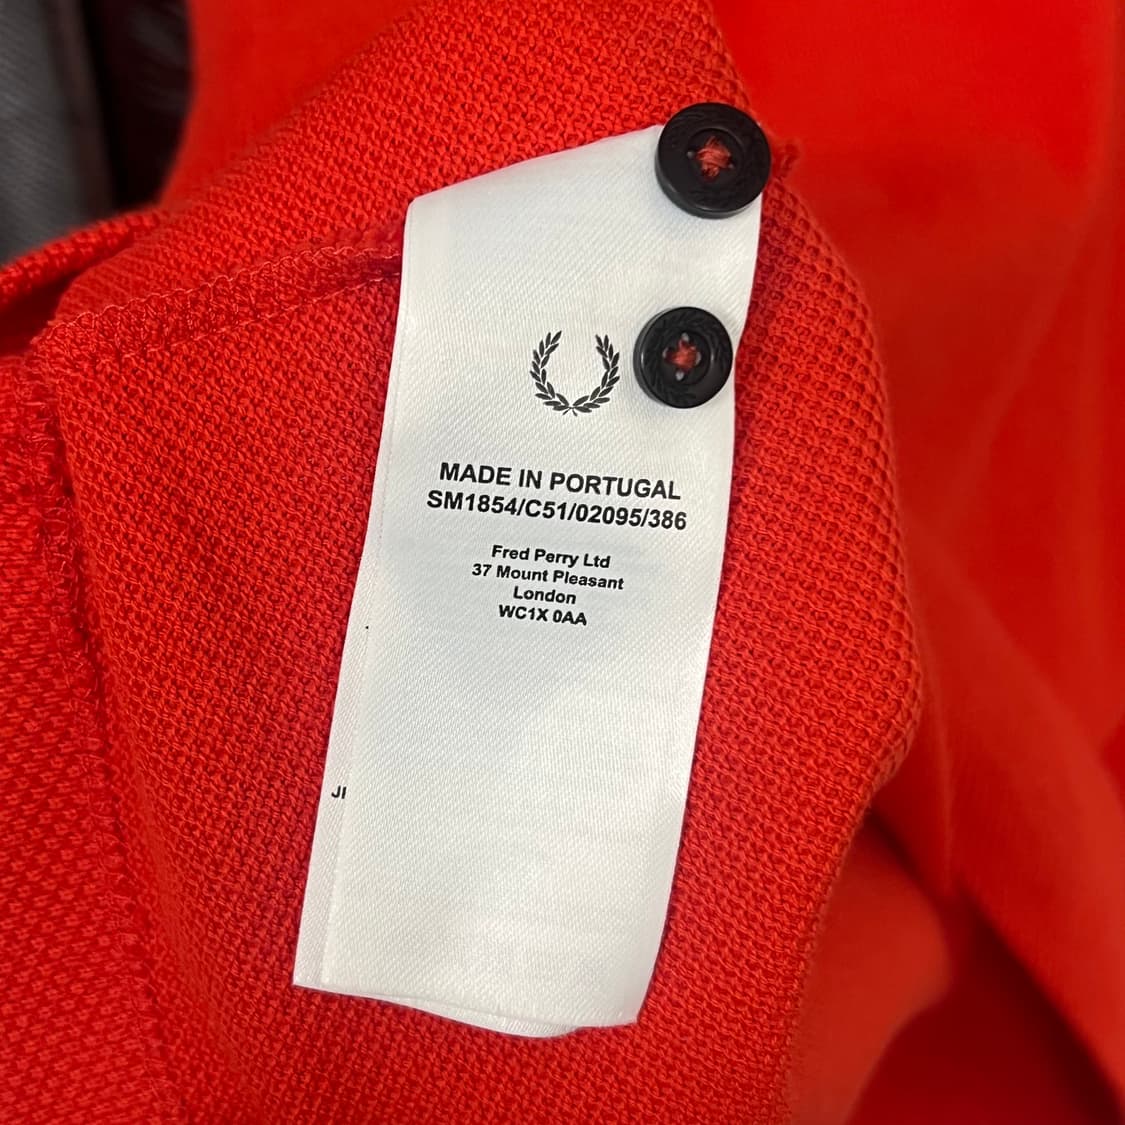 MADE IN PORTUGAL
SM1854/C51/02095/386
Fred Perry Ltd
37 Mount Pleasant
London
WC1X 0AA